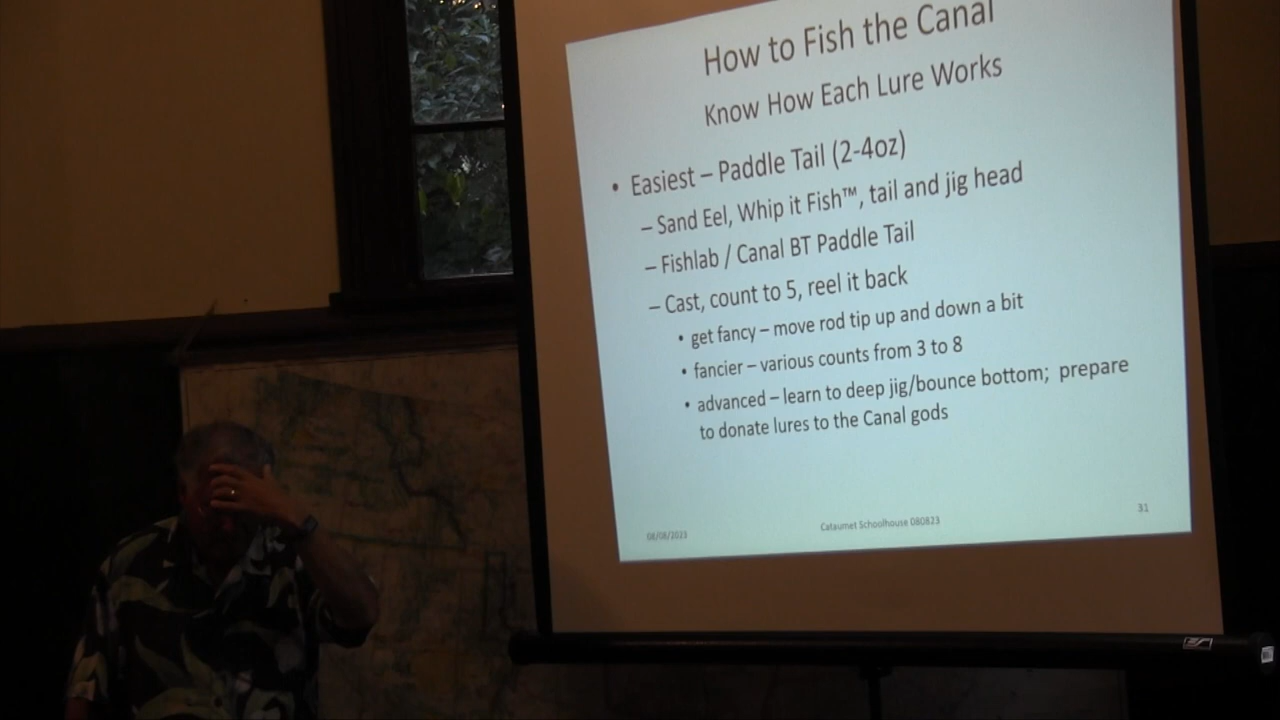 How to Fish the Canal
Know How Each Lure Works
• Easiest – Paddle Tail (2-4oz)
– Sand Eel, Whip it Fish™, tail and jig head
– Fishlab / Canal BT Paddle Tail
– Cast, count to 5, reel it back
• get fancy – move rod tip up and down a bit
• fancier – various counts from 3 to 8
• advanced – learn to deep jig/bounce bottom; prepare
to donate lures to the Canal gods
08/08/2023
Cataumet Schoolhouse 080823
31